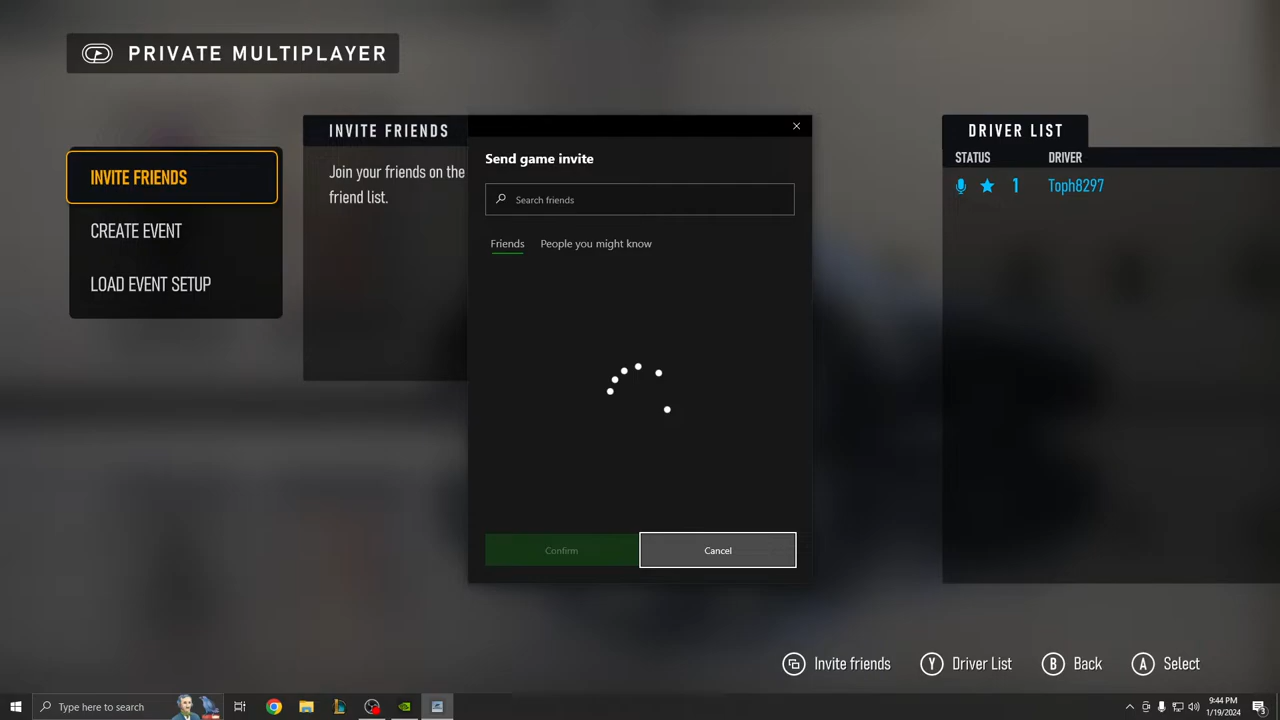 PRIVATE MULTIPLAYER
INVITE FRIENDS
CREATE EVENT
LOAD EVENT SETUP
INVITE FRIENDS
Join your friends on the
friend list.
Send game invite
Search friends
Friends People you might know
Confirm Cancel
DRIVER LIST
STATUS DRIVER
1 Toph8297
Invite friends Y Driver List B Back A Select
Type here to search
9:44 PM
1/19/2024
3